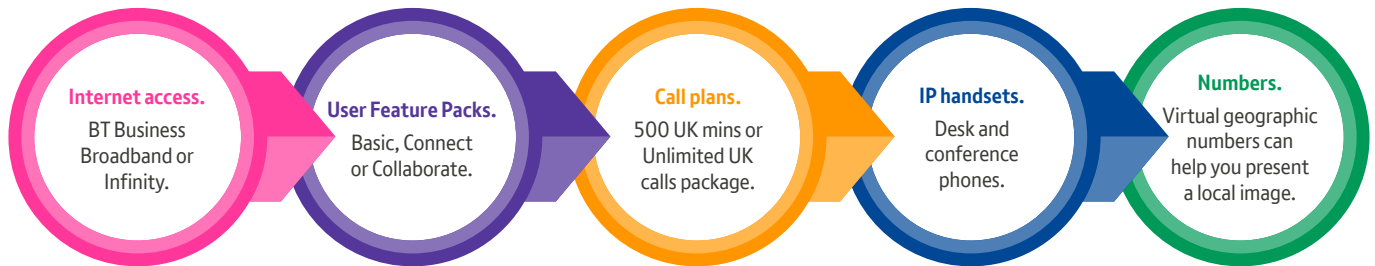 Internet access.
BT Business
Broadband or
Infinity.
User Feature Packs.
Basic, Connect
or Collaborate.
Call plans.
500 UK mins or
Unlimited UK
calls package.
IP handsets.
Desk and
conference
phones.
Numbers.
Virtual geographic
numbers can
help you present
a local image.